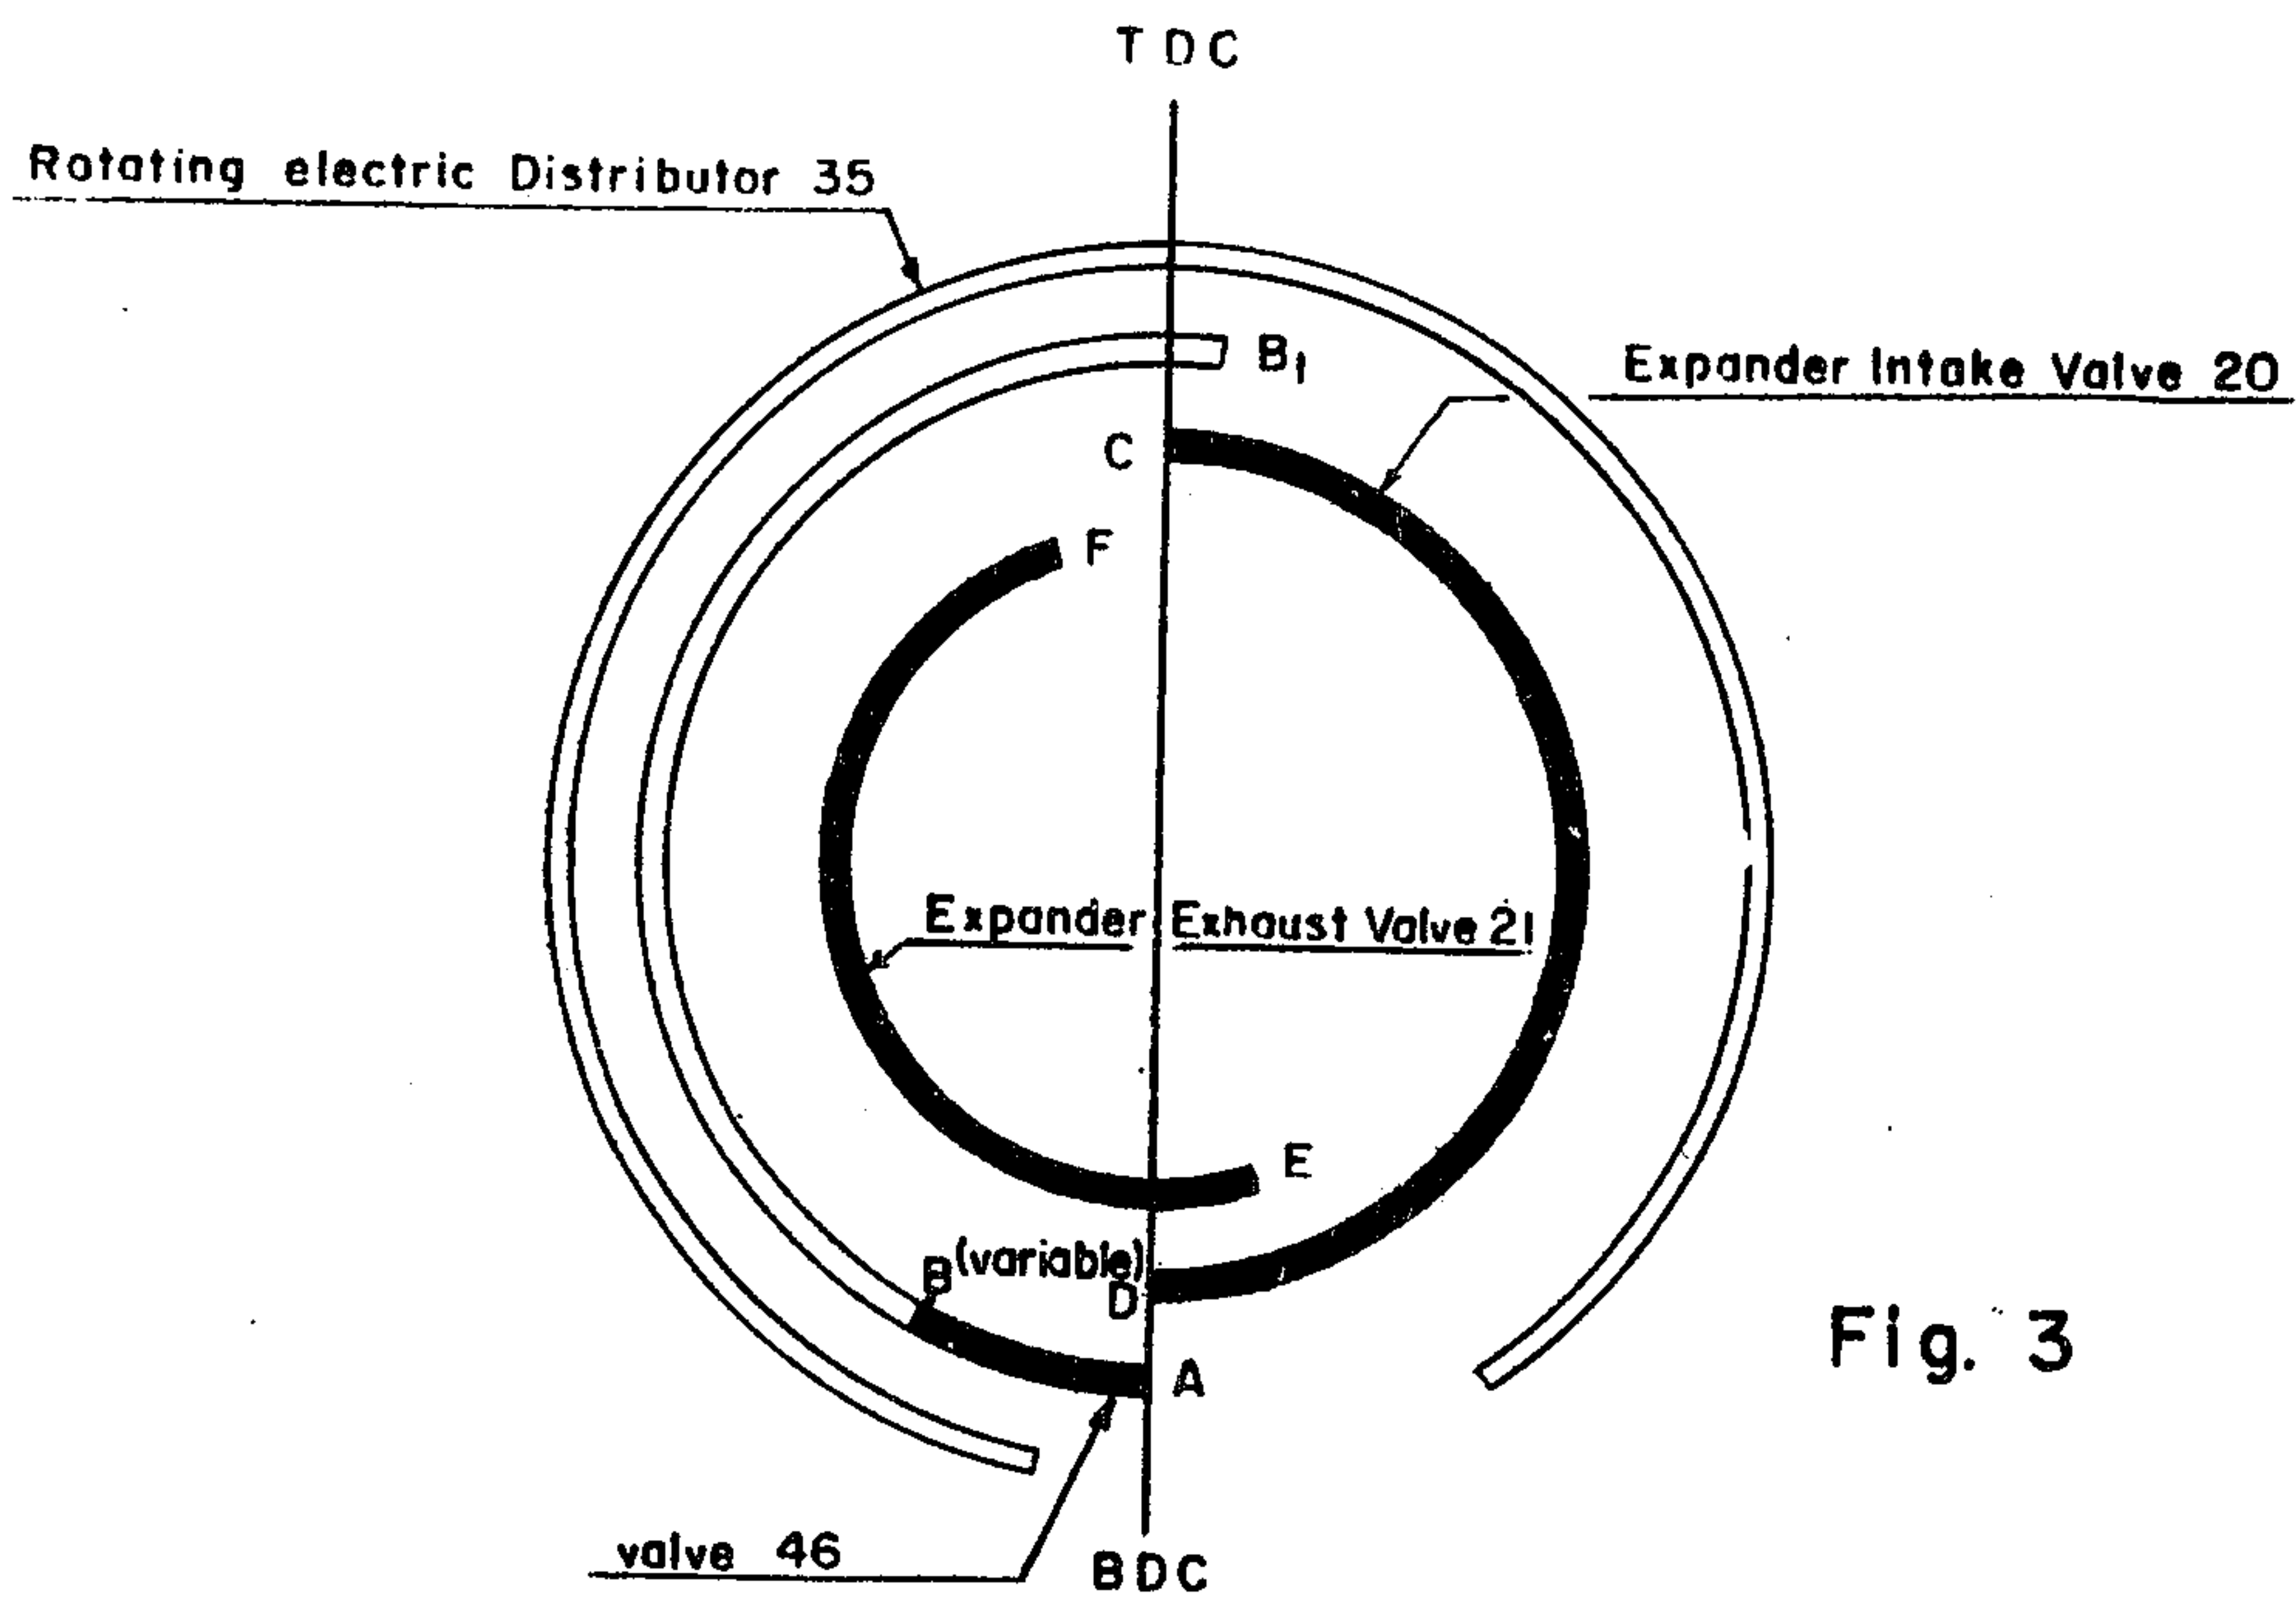 TDC
Rotating electric Distributor 35
B1
Expander Intake Valve 20
C
F
Expander Exhaust Valve 21
E
B (variable)
D
A
Fig. 3
valve 46
BDC